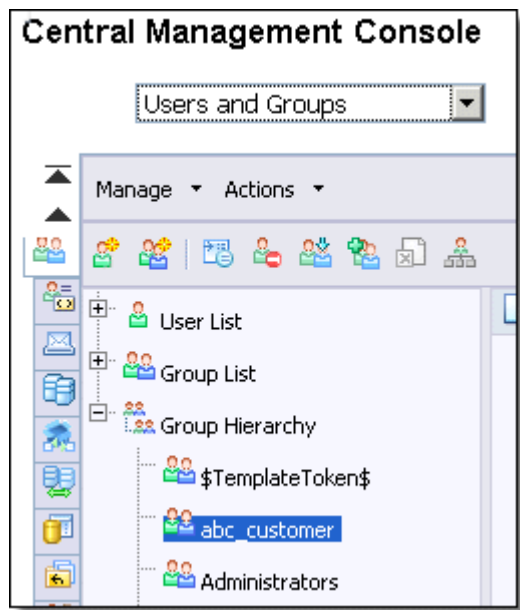 Central Management Console
Users and Groups
Manage Actions
User List
Group List
Group Hierarchy
$TemplateToken$
abc_customer
Administrators